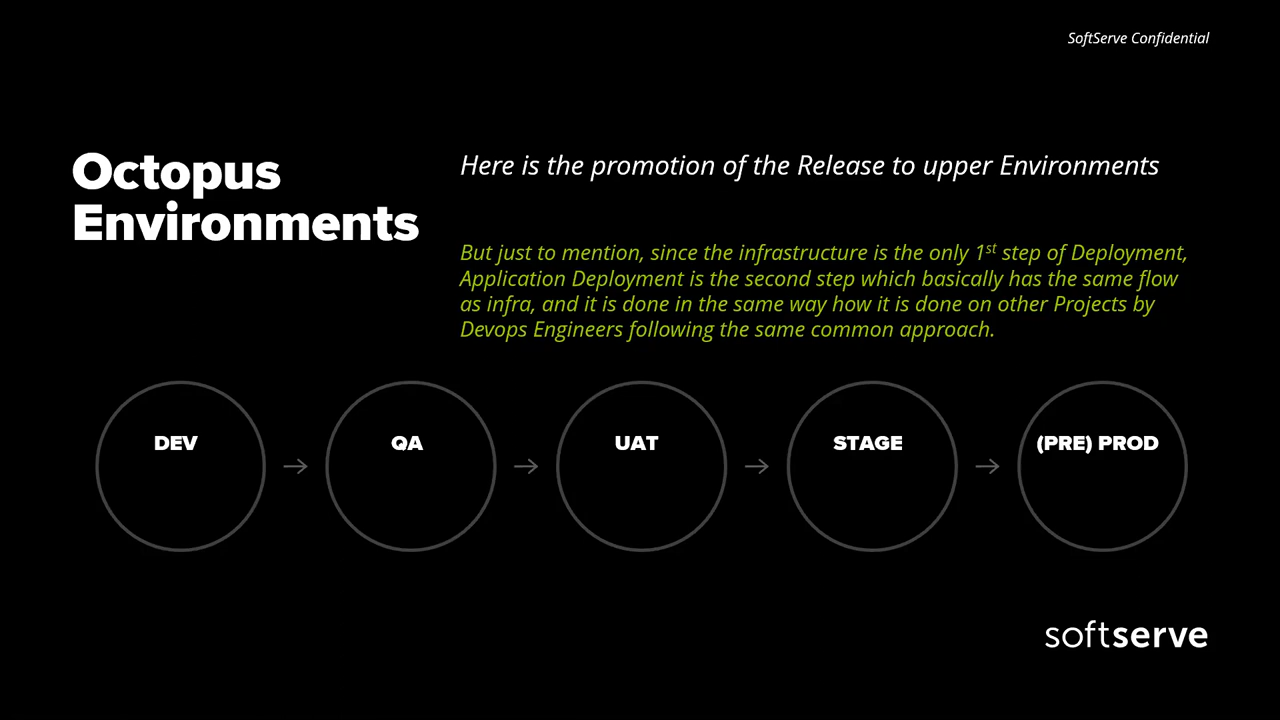 SoftServe Confidential
Octopus
Environments
Here is the promotion of the Release to upper Environments
But just to mention, since the infrastructure is the only 1st step of Deployment,
Application Deployment is the second step which basically has the same flow
as infra, and it is done in the same way how it is done on other Projects by
Devops Engineers following the same common approach.
DEV
QA
UAT
STAGE
(PRE) PROD
softserve